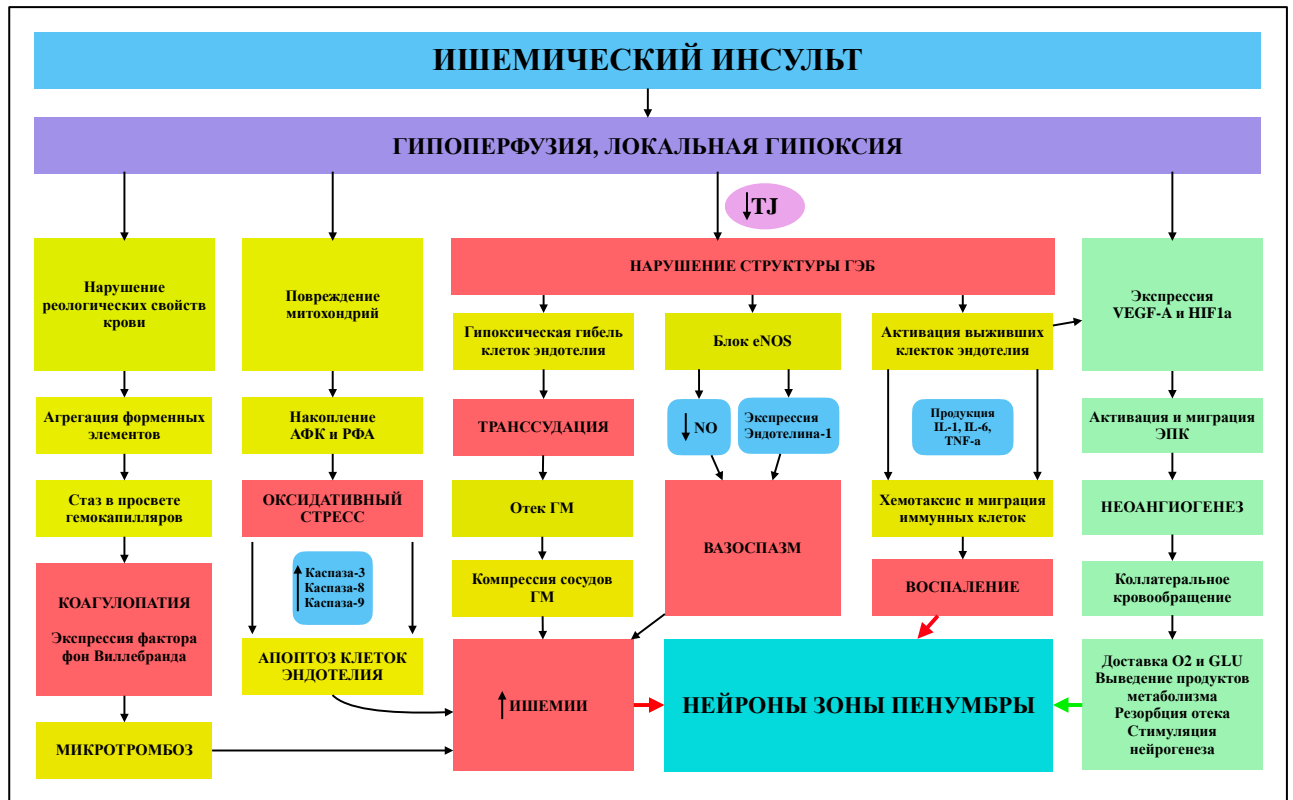 ИШЕМИЧЕСКИЙ ИНСУЛЬТ
ГИПОПЕРФУЗИЯ, ЛОКАЛЬНАЯ ГИПОКСИЯ
↓TJ
Нарушение
реологических свойств
крови
Агрегация форменных
элементов
Стаз в просвете
гемокапилляров
КОАГУЛОПАТИЯ
Экспрессия фактора
фон Виллебранда
МИКРОТРОМБОЗ
Повреждение
митохондрий
Накопление
АФК и РФА
ОКСИДАТИВНЫЙ
СТРЕСС
↑ Каспаза-3
Каспаза-8
Каспаза-9
АПОПТОЗ КЛЕТОК
ЭНДОТЕЛИЯ
НАРУШЕНИЕ СТРУКТУРЫ ГЭБ
Гипоксическая гибель
клеток эндотелия
ТРАНССУДАЦИЯ
Отек ГМ
Компрессия сосудов
ГМ
↑ИШЕМИИ
Блок eNOS
↓ NO
Экспрессия
Эндотелина-1
ВАЗОСПАЗМ
Активация выживших
клекток эндотелия
Продукция
IL-1, IL-6,
TNF-a
Хемотаксис и миграция
иммунных клеток
ВОСПАЛЕНИЕ
НЕЙРОНЫ ЗОНЫ ПЕНУМБРЫ
Экспрессия
VEGF-A и HIF1a
Активация и миграция
ЭПК
НЕОАНГИОГЕНЕЗ
Коллатеральное
кровообращение
Доставка О2 и GLU
Выведение продуктов
метаболизма
Резорбция отека
Стимуляция
нейрогенеза